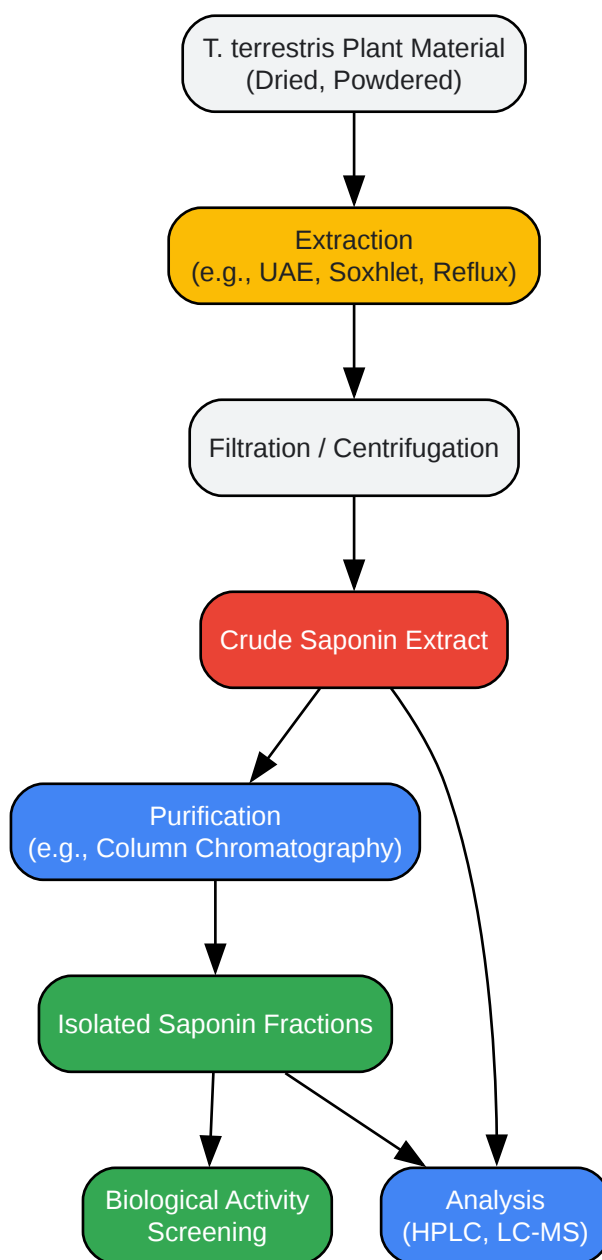 T. terrestris Plant Material
(Dried, Powdered)
Extraction
(e.g., UAE, Soxhlet, Reflux)
Filtration / Centrifugation
Crude Saponin Extract
Purification
(e.g., Column Chromatography)
Isolated Saponin Fractions
Biological Activity
Screening
Analysis
(HPLC, LC-MS)